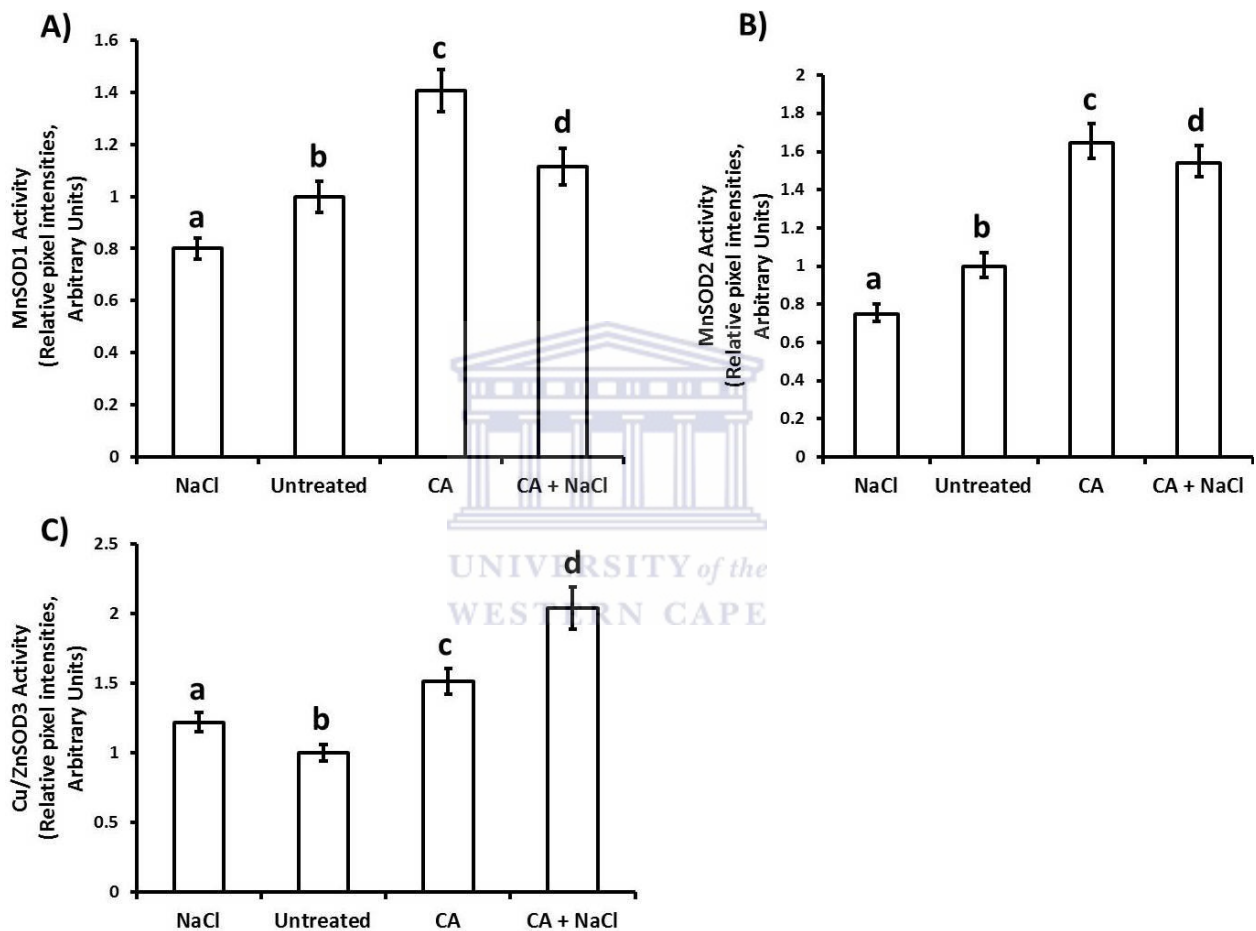 A)
MnSOD1 Activity
(Relative pixel intensities,
Arbitrary Units)
1.6
1.4
1.2
1
0.8
0.6
0.4
0.2
0
a
b
c
d
NaCl
Untreated
CA
CA + NaCl
B)
MnSOD2 Activity
(Relative pixel intensities,
Arbitrary Units)
2
1.8
1.6
1.4
1.2
1
0.8
0.6
0.4
0.2
0
a
b
c
d
NaCl
Untreated
CA
CA + NaCl
C)
Cu/ZnSOD3 Activity
(Relative pixel intensities,
Arbitrary Units)
2.5
2
1.5
1
0.5
0
a
b
c
d
NaCl
Untreated
CA
CA + NaCl
UNIVERSITY of the
WESTERN CAPE